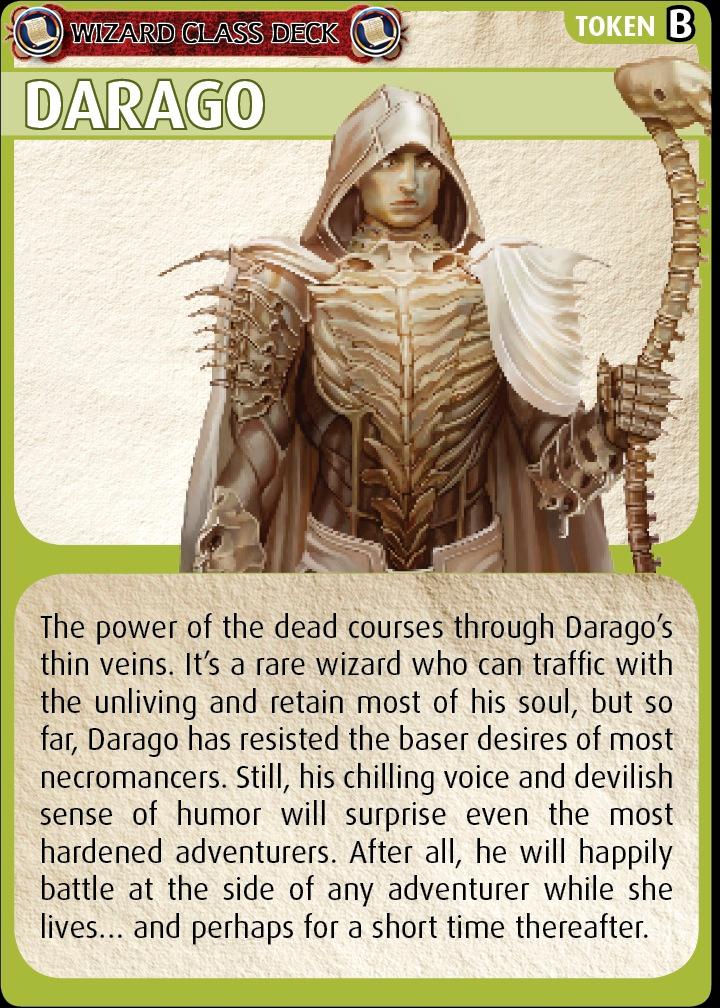 WIZARD CLASS DECK
TOKEN B
DARAGO
The power of the dead courses through Darago's
thin veins. It's a rare wizard who can traffic with
the unliving and retain most of his soul, but so
far, Darago has resisted the baser desires of most
necromancers. Still, his chilling voice and devilish
sense of humor will surprise even the most
hardened adventurers. After all, he will happily
battle at the side of any adventurer while she
lives... and perhaps for a short time thereafter.